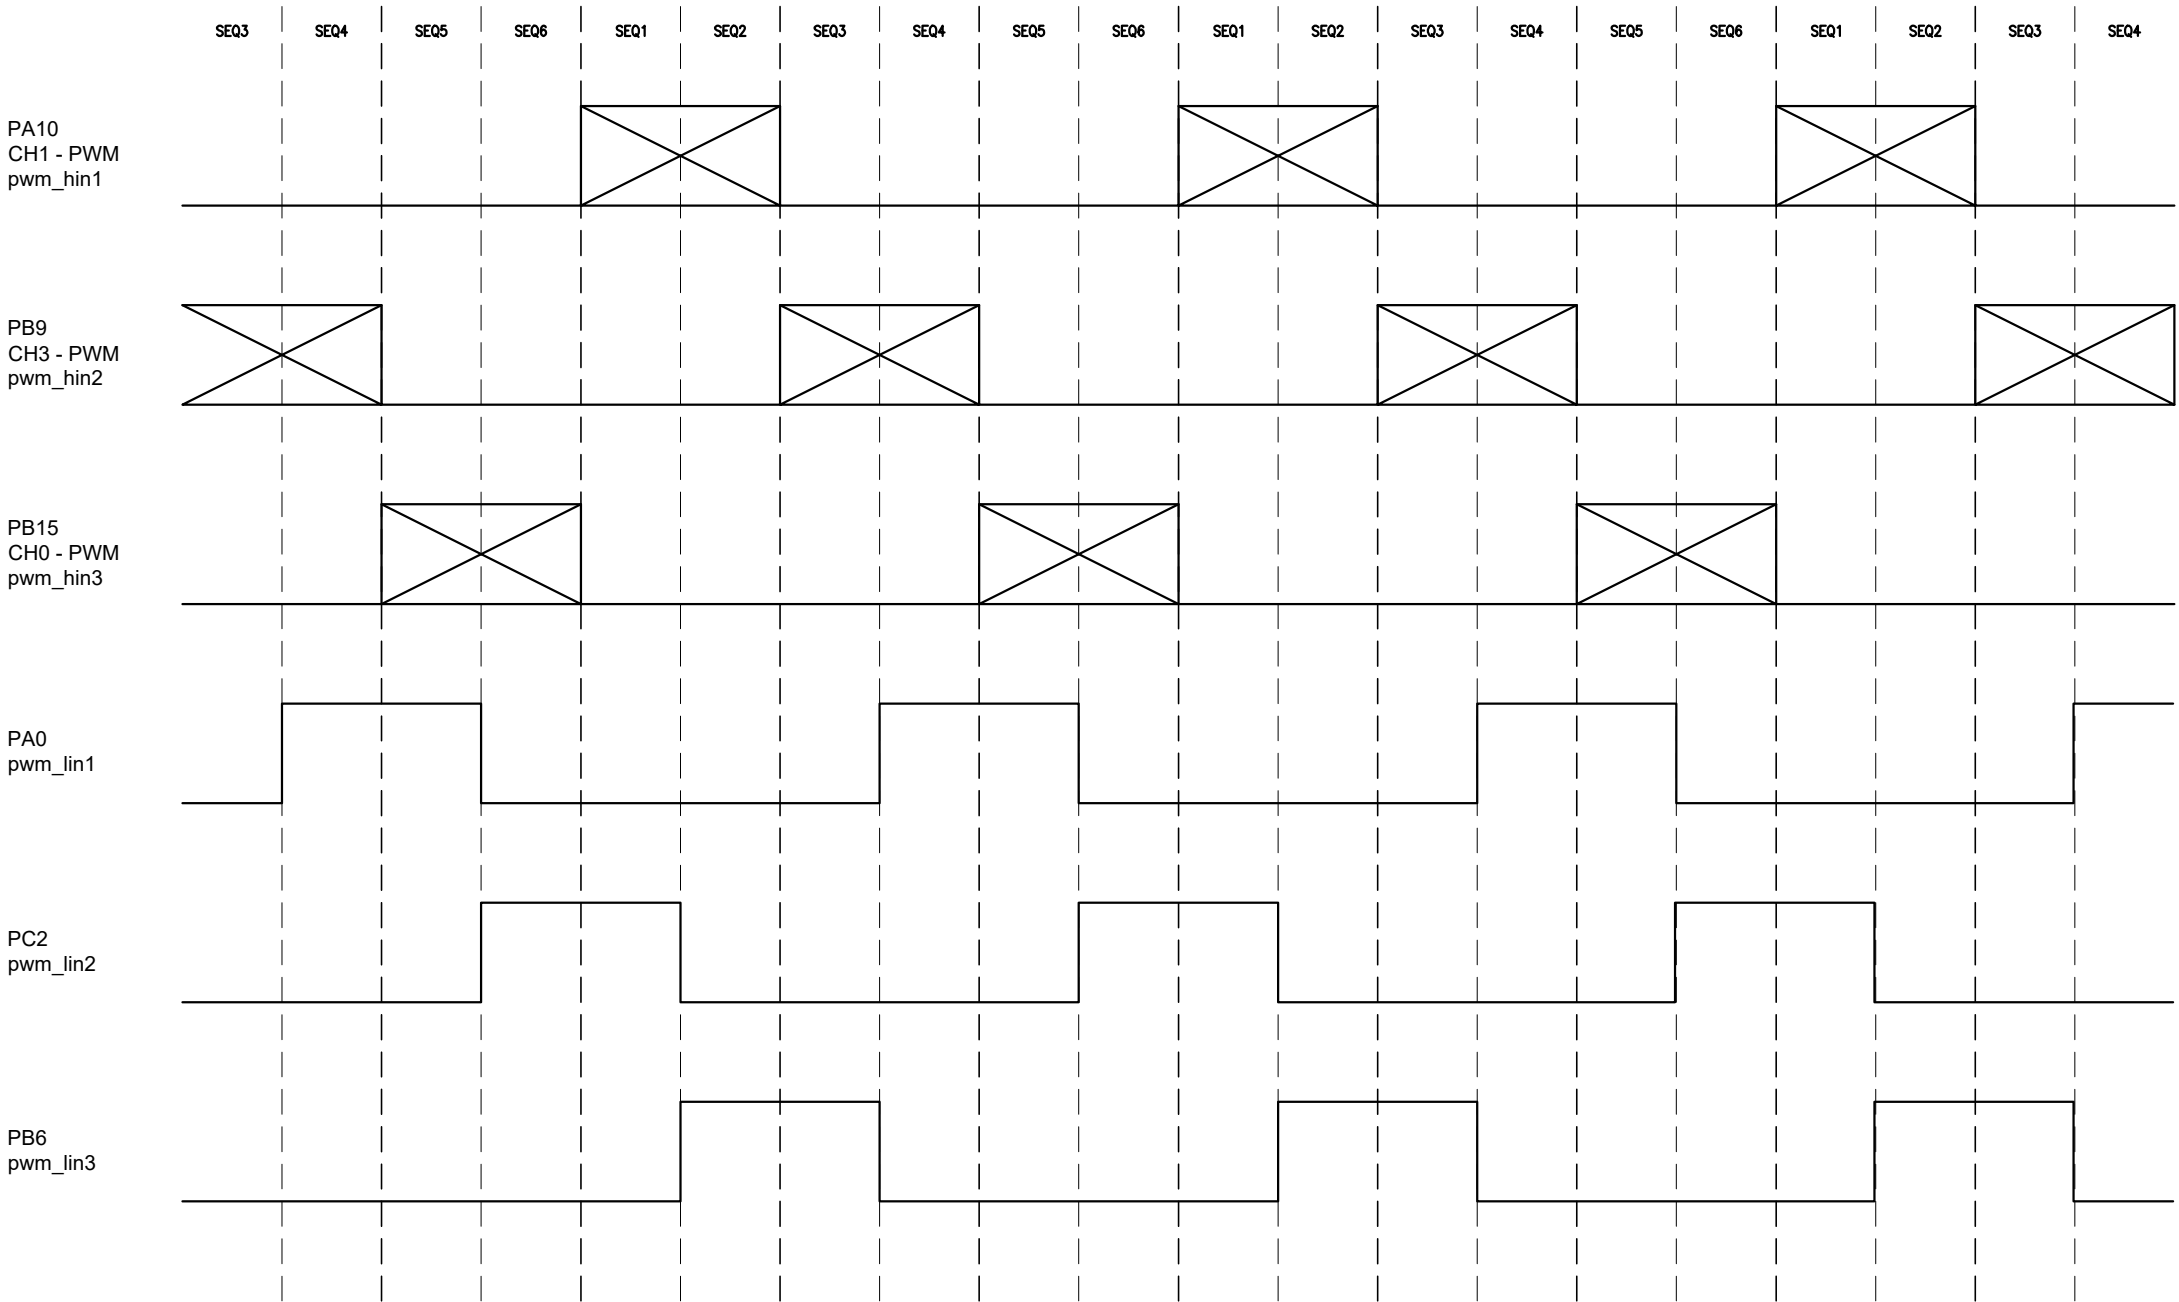 SEQ3 SEQ4 SEQ5 SEQ6 SEQ1 SEQ2 SEQ3 SEQ4 SEQ5 SEQ6 SEQ1 SEQ2 SEQ3 SEQ4 SEQ5 SEQ6 SEQ1 SEQ2 SEQ3 SEQ4
PA10
CH1 - PWM
pwm_hin1
PB9
CH3 - PWM
pwm_hin2
PB15
CH0 - PWM
pwm_hin3
PA0
pwm_lin1
PC2
pwm_lin2
PB6
pwm_lin3